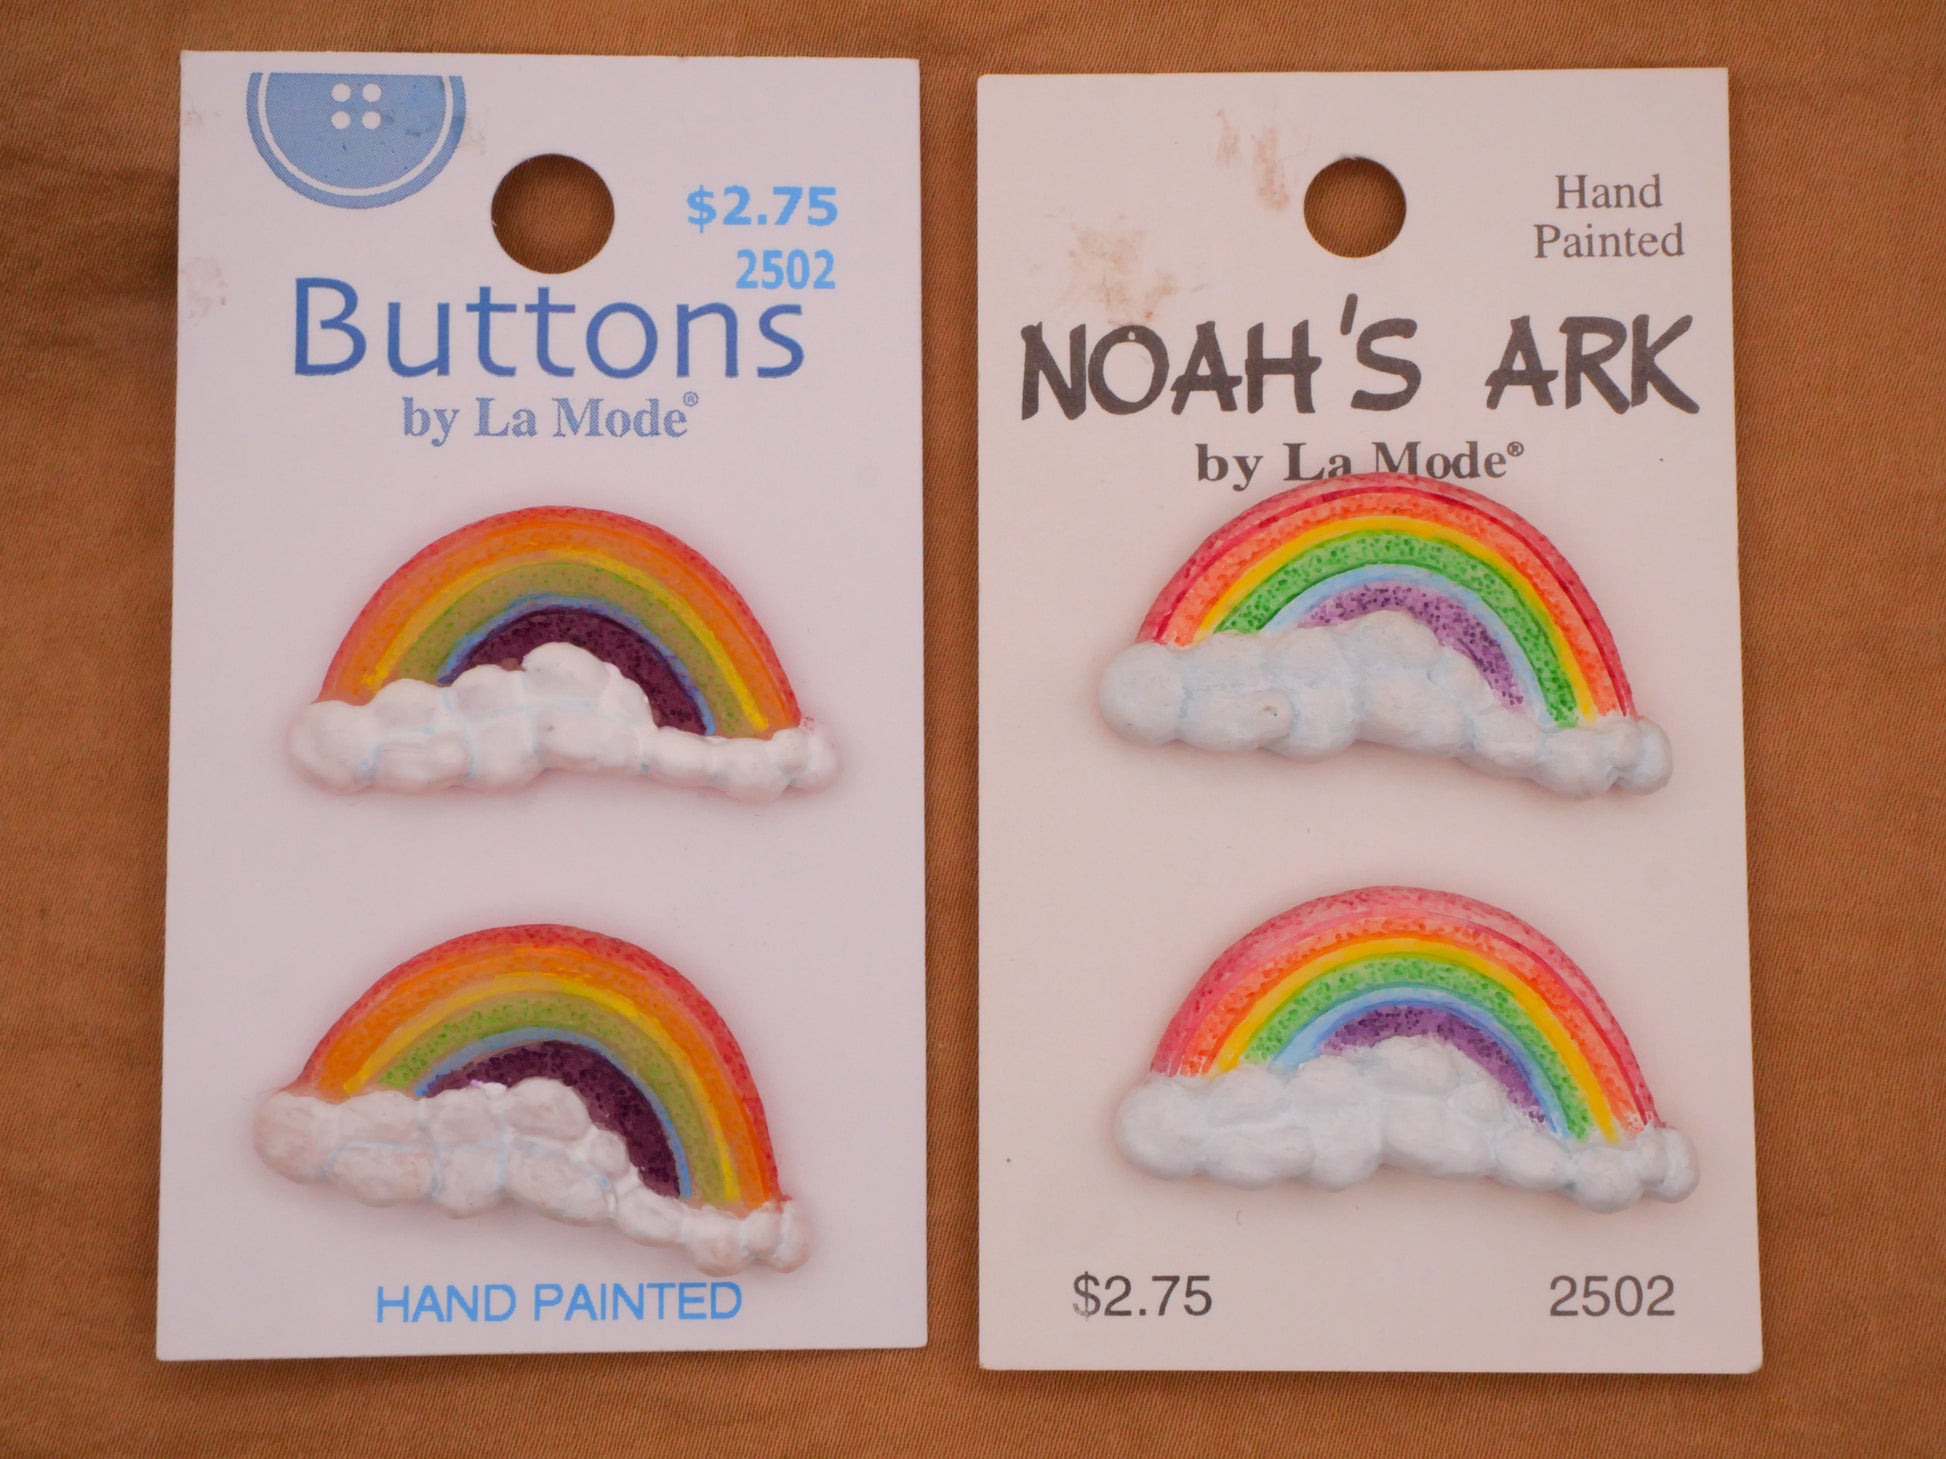 $2.75
2502
Buttons
by La Mode®
HAND PAINTED
Hand
Painted
NOAH'S ARK
by La Mode®
$2.75
2502